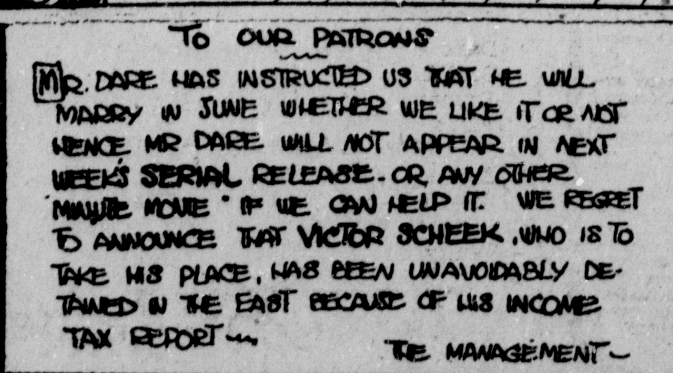 TO OUR PATRONS
MR. DARE HAS INSTRUCTED US THAT HE WILL
MARRY IN JUNE WHETHER WE LIKE IT OR NOT
HENCE MR DARE WILL NOT APPEAR IN NEXT
WEEK'S SERIAL RELEASE - OR ANY OTHER
"MINUTE MOVIE" IF WE CAN HELP IT. WE REGRET
TO ANNOUNCE THAT VICTOR SCHEEK, WHO IS TO
TAKE HIS PLACE, HAS BEEN UNAVOIDABLY DE-
TAINED IN THE EAST BECAUSE OF HIS INCOME
TAX REPORT~
THE MANAGEMENT~